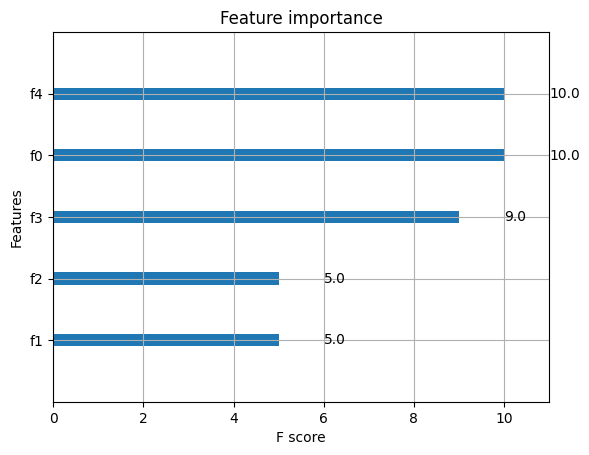 Feature importance
f4
10.0
f0
10.0
f3
9.0
f2
5.0
f1
5.0
Features
0 2 4 6 8 10
F score